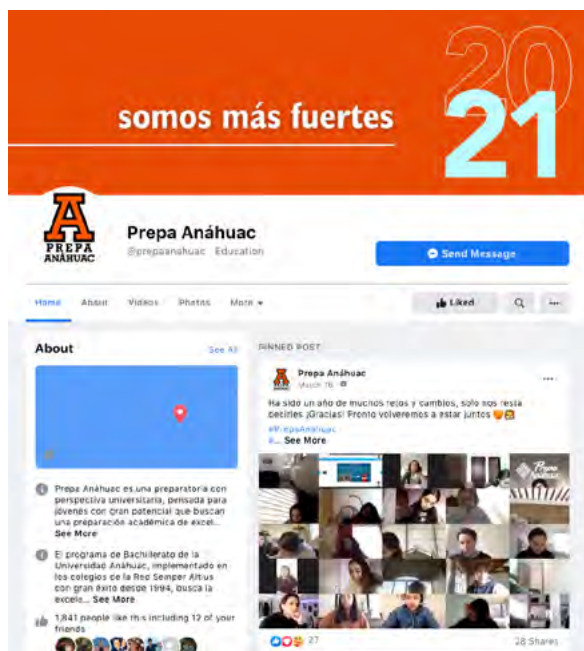 20
21
somos más fuertes
A
PREPA
ANÁHUAC
Prepa Anáhuac
@prepaanahuac Education
Send Message
Home About Videos Photos More
Liked
About See All
Prepa Anáhuac es una preparatoria con
perspectiva universitaria, pensada para
jóvenes con gran potencial que buscan
una preparación académica de excel...
See More
El programa de Bachillerato de la
Universidad Anáhuac, implementado en
los colegios de la Red Semper Altius
con gran éxito desde 1994, busca la
excele... See More
1,841 people like this including 12 of your
friends
PINNED POST
Prepa Anáhuac
March 16
Ha sido un año de muchos retos y cambios, solo nos resta
decirles ¡Gracias! Pronto volveremos a estar juntos
#PrepaAnáhuac
#... See More
Prepa
Anáhuac
27 28 Shares